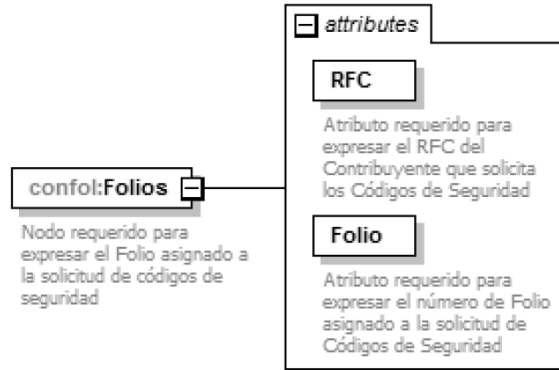 attributes
RFC
Atributo requerido para
expresar el RFC del
Contribuyente que solicita
los Códigos de Seguridad
confol:Folios
Nodo requerido para
expresar el Folio asignado a
la solicitud de códigos de
seguridad
Folio
Atributo requerido para
expresar el número de Folio
asignado a la solicitud de
Códigos de Seguridad